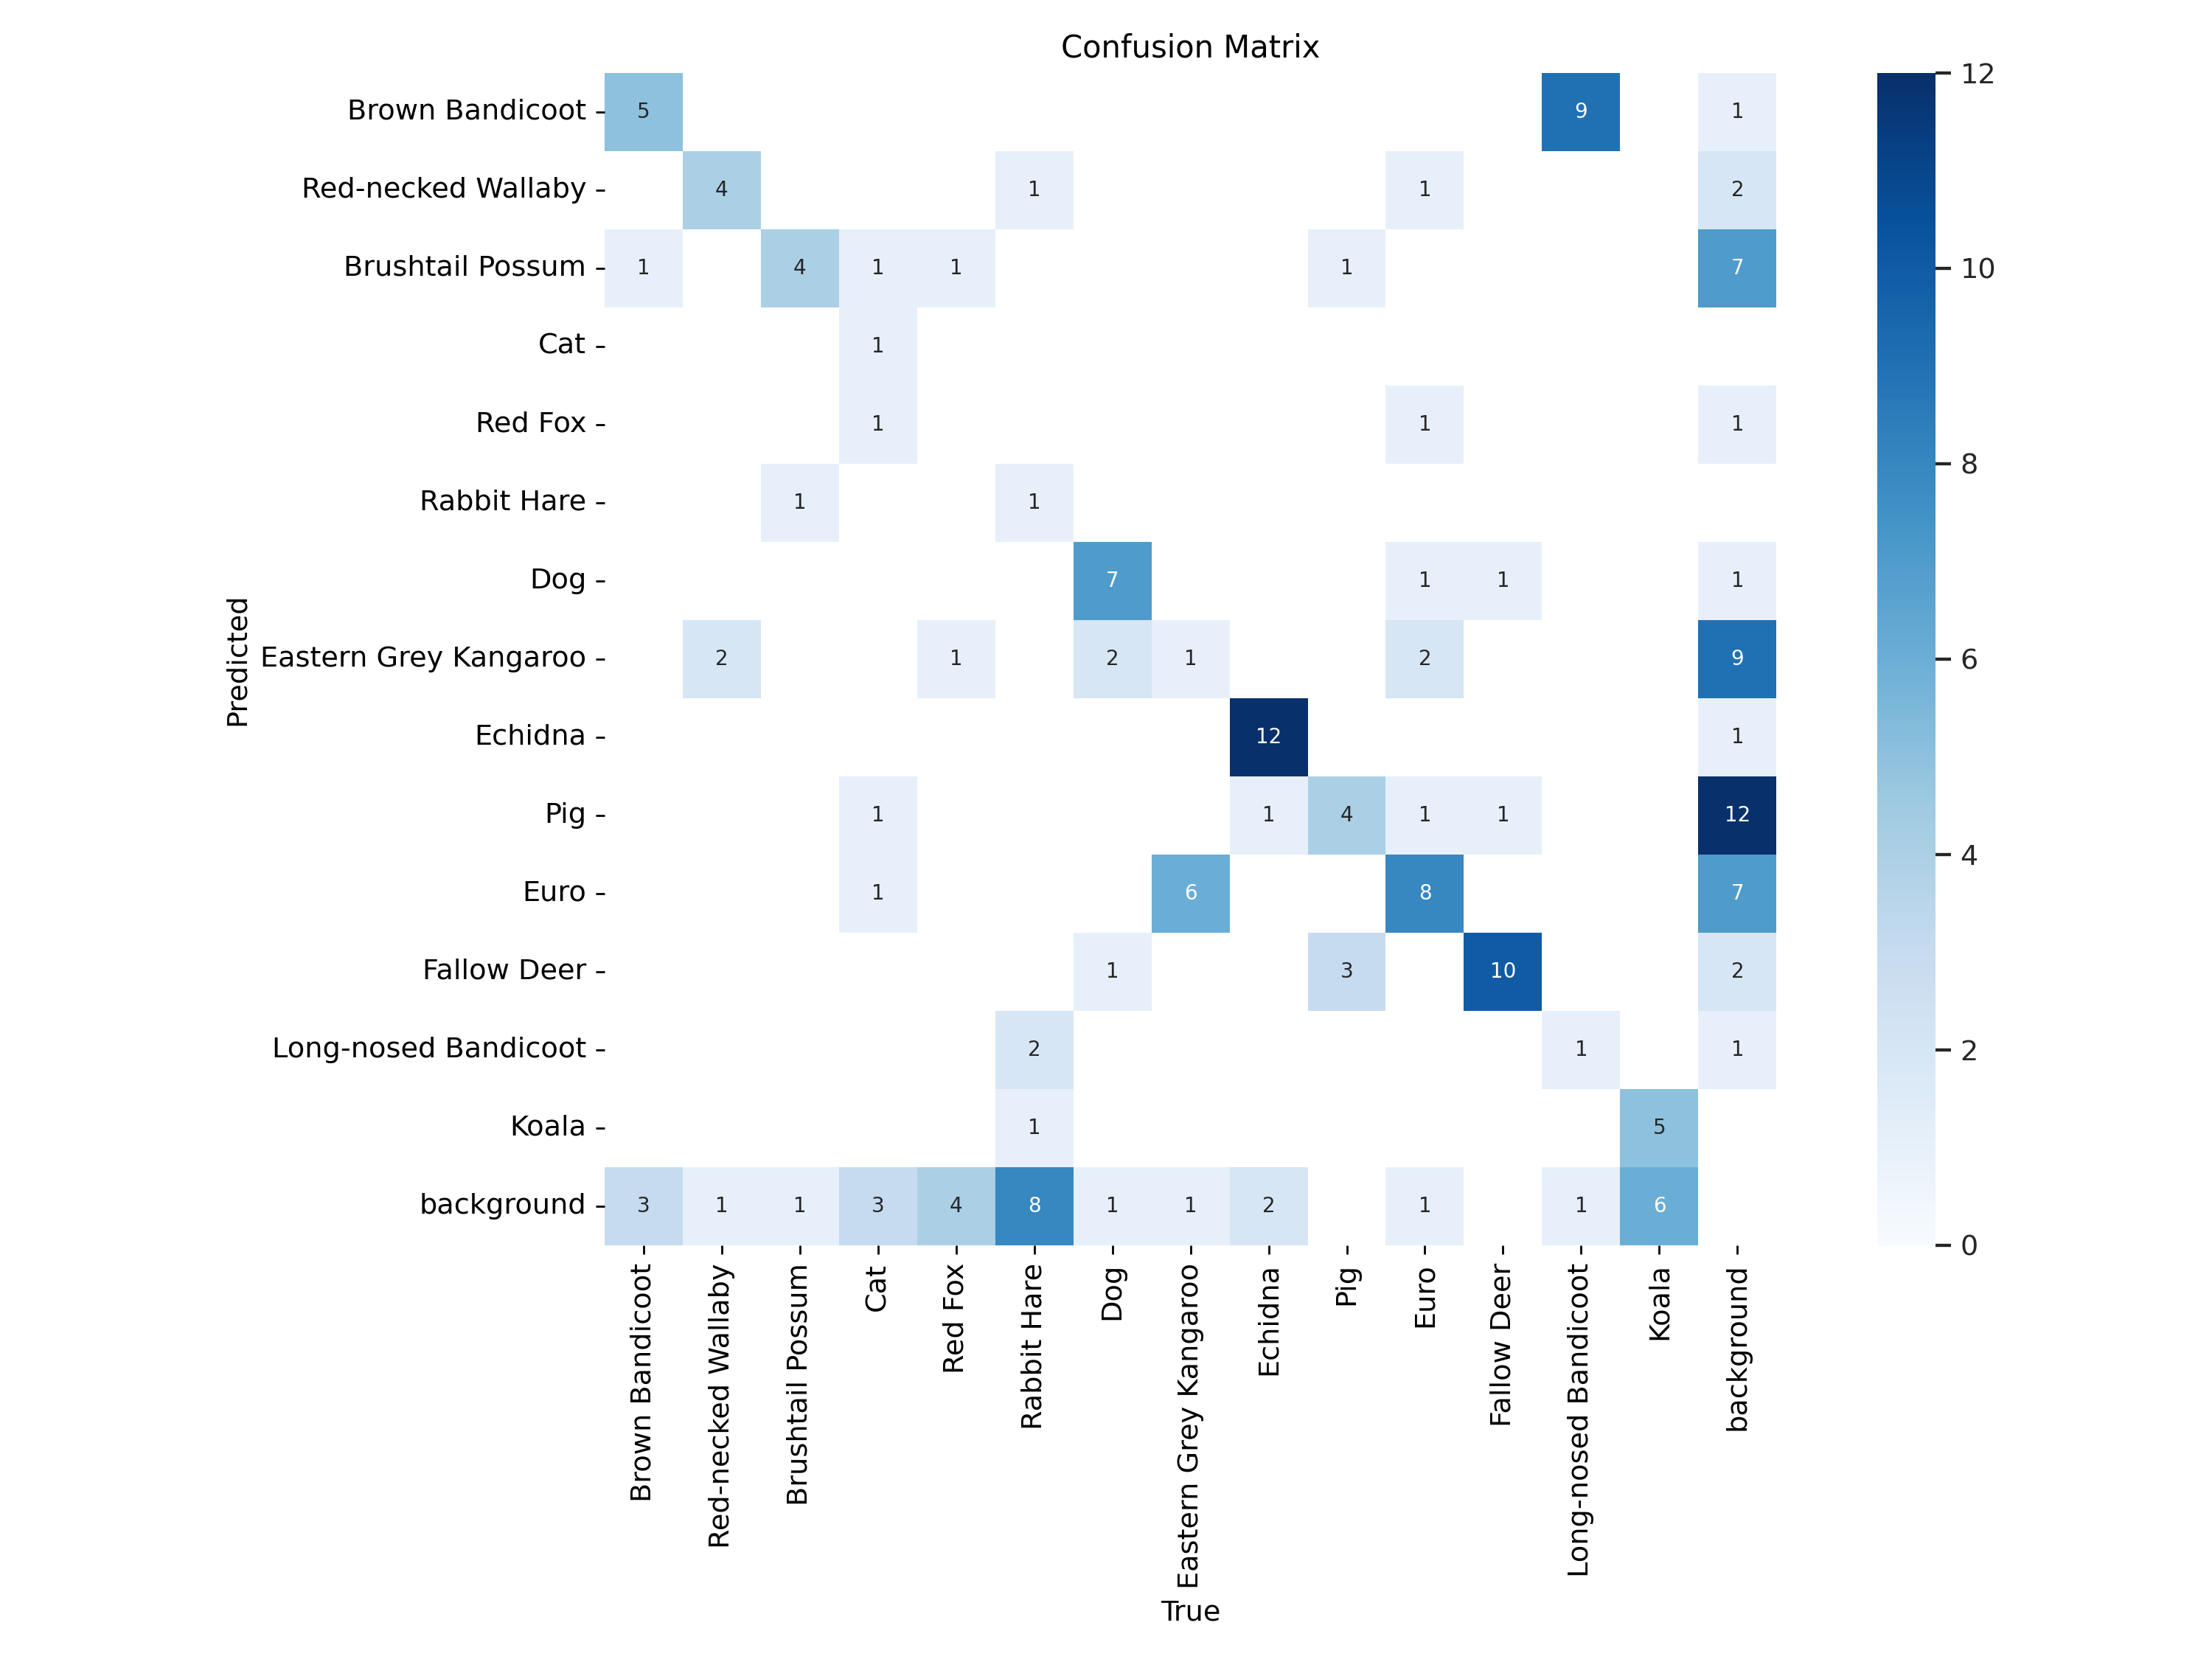 Confusion Matrix
Brown Bandicoot 5 9 1
Red-necked Wallaby 4 1 1 2
Brushtail Possum 1 4 1 1 1 7
Cat 1
Red Fox 1 1 1
Rabbit Hare 1 1
Dog 7 1 1 1
Eastern Grey Kangaroo 2 1 2 1 2 9
Echidna 12 1
Pig 1 1 4 1 1 12
Euro 1 6 8 7
Fallow Deer 1 3 10 2
Long-nosed Bandicoot 2 1 1
Koala 1 5
background 3 1 1 3 4 8 1 1 2 1 1 6
Predicted
Brown Bandicoot
Red-necked Wallaby
Brushtail Possum
Cat
Red Fox
Rabbit Hare
Dog
Eastern Grey Kangaroo
Echidna
Pig
Euro
Fallow Deer
Long-nosed Bandicoot
Koala
background
True
12
10
8
6
4
2
0